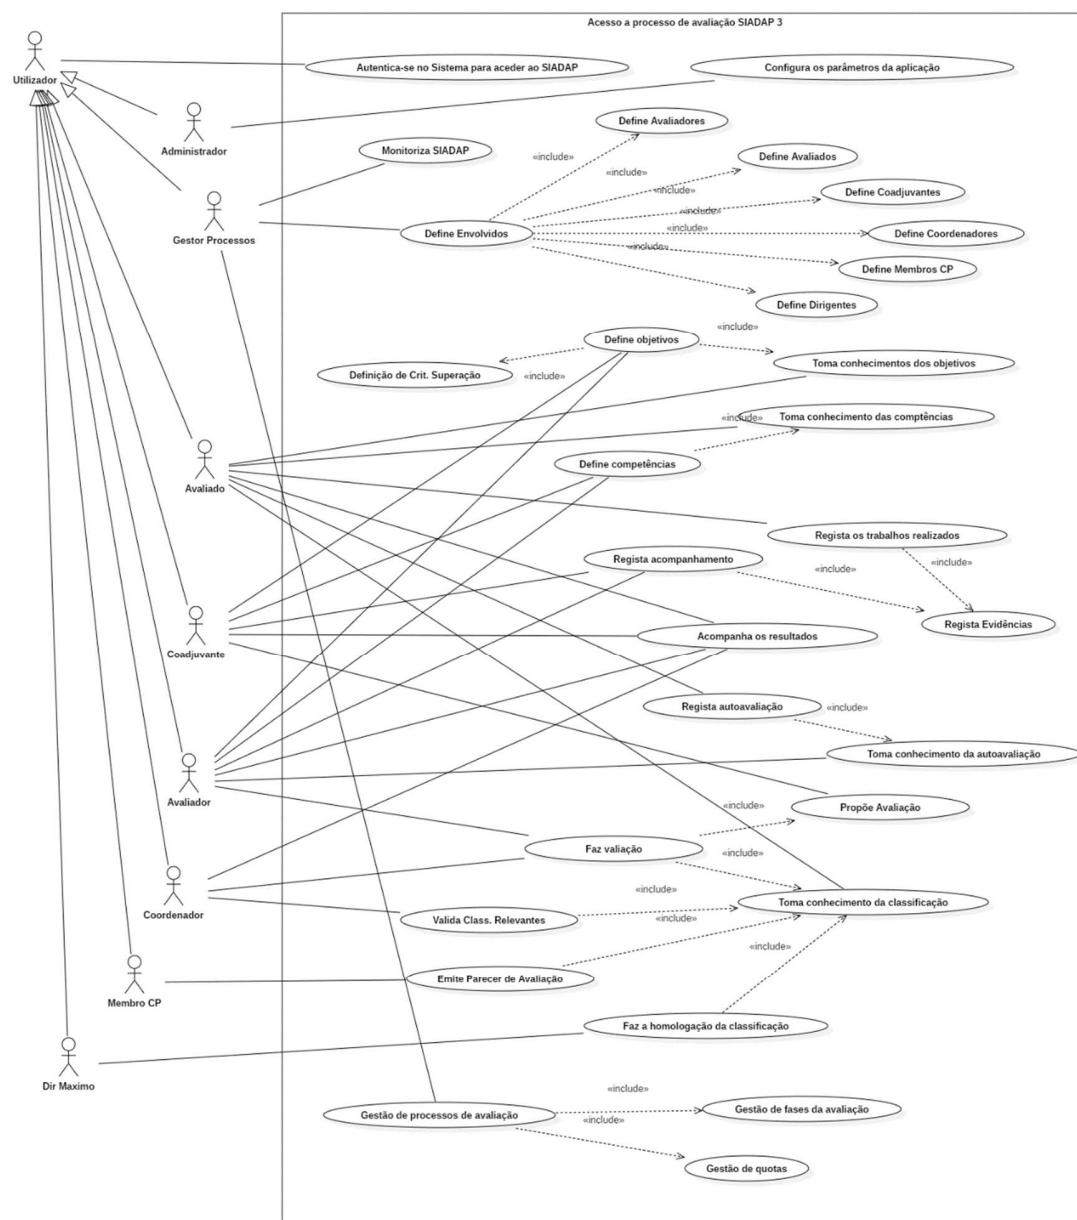 Acesso a processo de avaliação SIADAP 3
Utilizador
Autentica-se no Sistema para aceder ao SIADAP
Configura os parâmetros da aplicação
Administrador
Define Avaliadores
Monitoriza SIADAP
«include»
Define Avaliados
«include»
Define Coadjuvantes
«include»
Gestor Processos
Define Envolvidos
«include»
Define Coordenadores
«include»
Define Membros CP
Define Dirigentes
«include»
Define objetivos
Toma conhecimentos dos objetivos
Definição de Crit. Superação
«include»
«include»
Toma conhecimento das comptências
Define competências
Avaliado
Regista os trabalhos realizados
Regista acompanhamento
«include»
«include»
Regista Evidências
Acompanha os resultados
Coadjuvante
Regista autoavaliação
«include»
Toma conhecimento da autoavaliação
Avaliador
«include»
Propõe Avaliação
Faz valiação
«include»
«include»
Toma conhecimento da classificação
Coordenador
Valida Class. Relevantes
«include»
«include»
Emite Parecer de Avaliação
Membro CP
Faz a homologação da classificação
Dir Maximo
«include»
Gestão de processos de avaliação
Gestão de fases da avaliação
«include»
Gestão de quotas